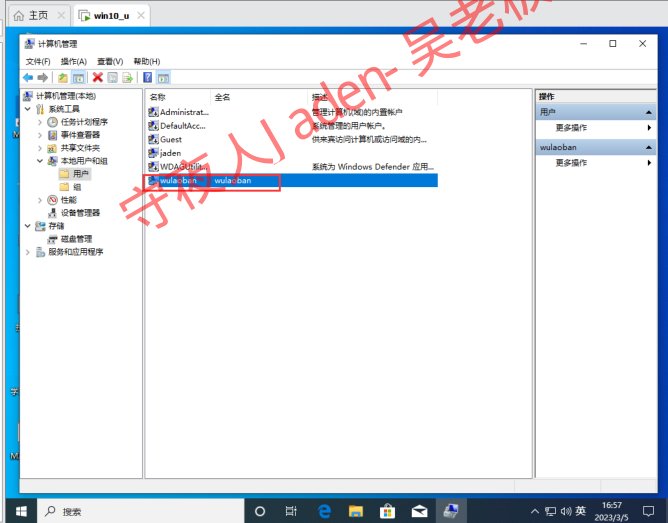 主页 win10_u
计算机管理
文件(F) 操作(A) 查看(V) 帮助(H)
计算机管理(本地)
系统工具
任务计划程序
事件查看器
共享文件夹
本地用户和组
用户
组
性能
设备管理器
存储
磁盘管理
服务和应用程序
名称 全名 描述
Administrat... 管理计算机(域)的内置帐户
DefaultAcc... 系统管理的用户帐户。
Guest 供来宾访问计算机或访问域的内...
jaden
WDAGUtilit... 系统为 Windows Defender 应用...
wulaoban wulaoban
操作
用户
更多操作
wulaoban
更多操作
守夜人Jaden-吴老板
搜索
英
16:57
2023/3/5